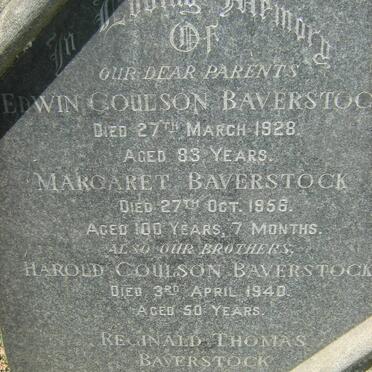 In Loving Memory
Of
OUR DEAR PARENTS
EDWIN COULSON BAVERSTOC
DIED 27TH MARCH 1928.
AGED 83 YEARS.
MARGARET BAVERSTOCK
DIED 27TH OCT. 1956.
AGED 100 YEARS, 7 MONTHS.
ALSO OUR BROTHERS,
HAROLD COULSON BAVERSTOCK
DIED 3RD APRIL 1940.
AGED 50 YEARS.
REGINALD THOMAS
BAVERSTOCK